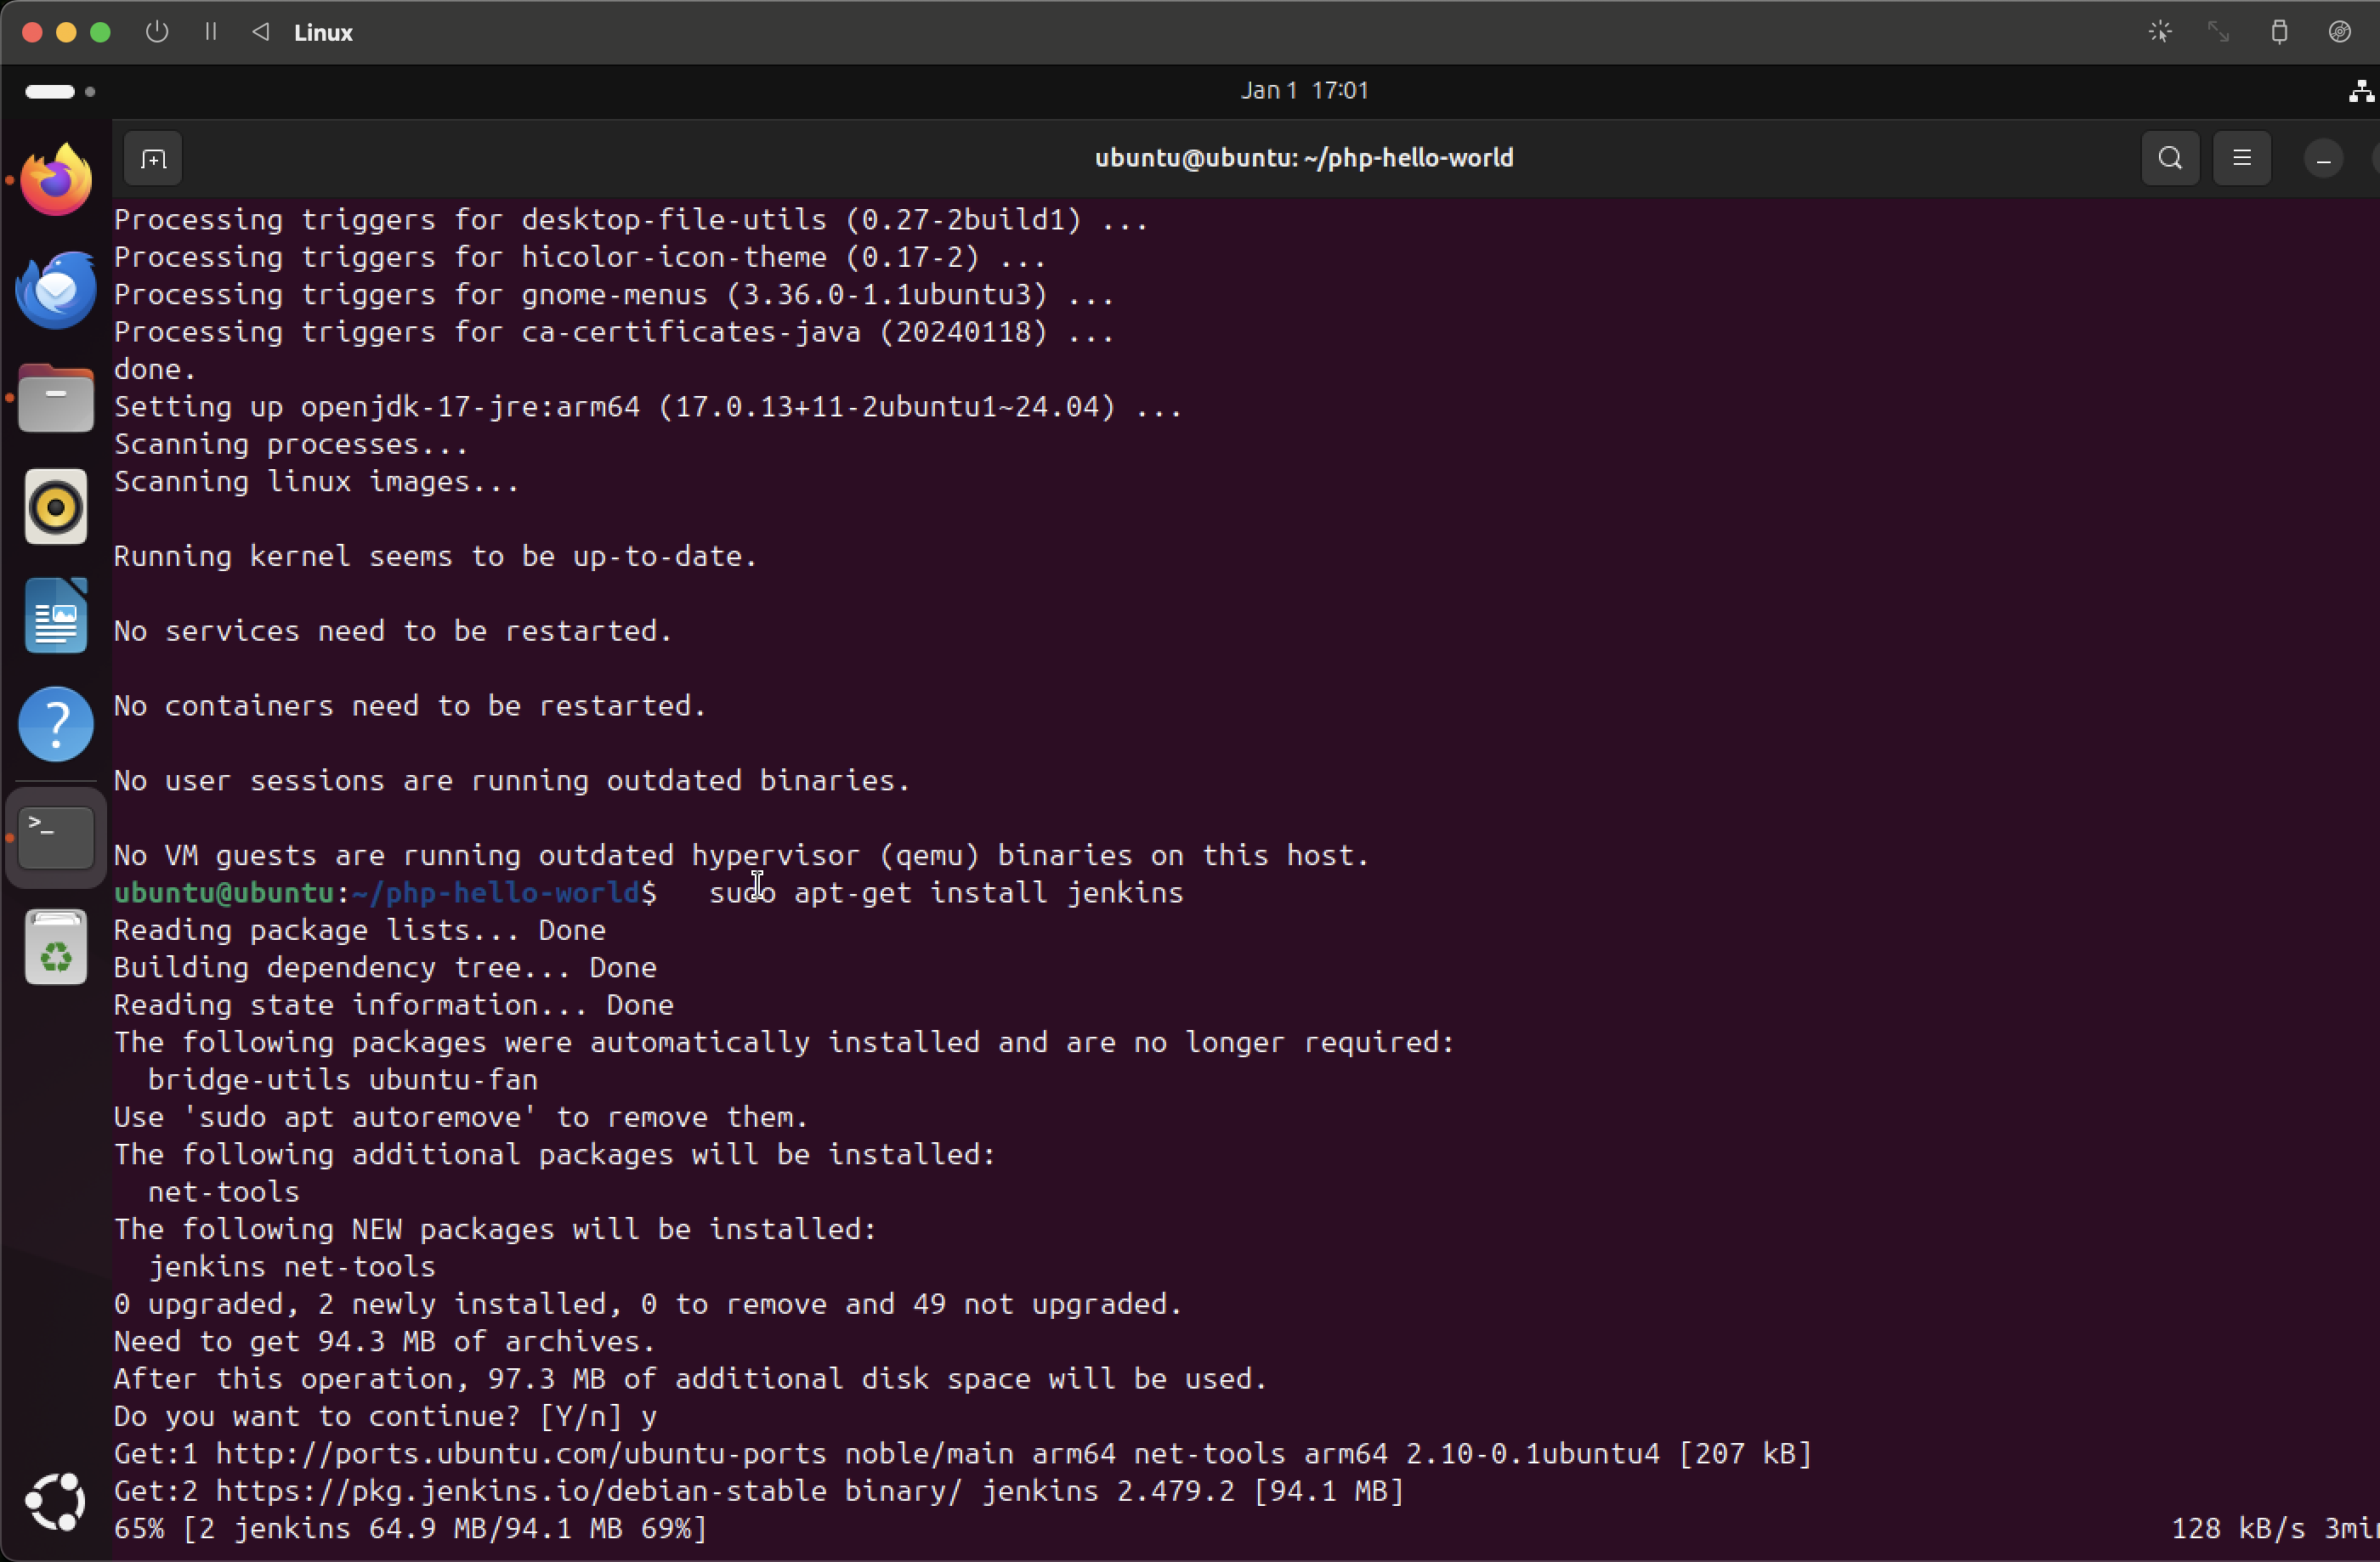 Linux
Jan 1 17:01
ubuntu@ubuntu: ~/php-hello-world
Processing triggers for desktop-file-utils (0.27-2build1) ...
Processing triggers for hicolor-icon-theme (0.17-2) ...
Processing triggers for gnome-menus (3.36.0-1.1ubuntu3) ...
Processing triggers for ca-certificates-java (20240118) ...
done.
Setting up openjdk-17-jre:arm64 (17.0.13+11-2ubuntu1~24.04) ...
Scanning processes...
Scanning linux images...
Running kernel seems to be up-to-date.
No services need to be restarted.
No containers need to be restarted.
No user sessions are running outdated binaries.
No VM guests are running outdated hypervisor (qemu) binaries on this host.
ubuntu@ubuntu:~/php-hello-world$   sudo apt-get install jenkins
Reading package lists... Done
Building dependency tree... Done
Reading state information... Done
The following packages were automatically installed and are no longer required:
  bridge-utils ubuntu-fan
Use 'sudo apt autoremove' to remove them.
The following additional packages will be installed:
  net-tools
The following NEW packages will be installed:
  jenkins net-tools
0 upgraded, 2 newly installed, 0 to remove and 49 not upgraded.
Need to get 94.3 MB of archives.
After this operation, 97.3 MB of additional disk space will be used.
Do you want to continue? [Y/n] y
Get:1 http://ports.ubuntu.com/ubuntu-ports noble/main arm64 net-tools arm64 2.10-0.1ubuntu4 [207 kB]
Get:2 https://pkg.jenkins.io/debian-stable binary/ jenkins 2.479.2 [94.1 MB]
65% [2 jenkins 64.9 MB/94.1 MB 69%] 128 kB/s 3mi